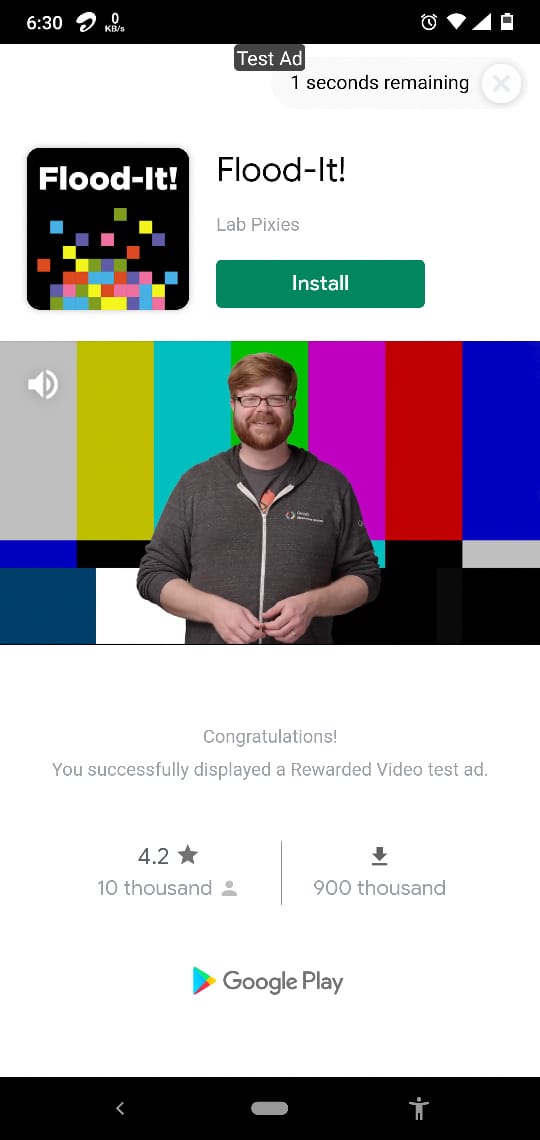 6:30
0
KB/s
Test Ad
1 seconds remaining
Flood-It!
Flood-It!
Lab Pixies
Install
Congratulations!
You successfully displayed a Rewarded Video test ad.
4.2
10 thousand
900 thousand
Google Play